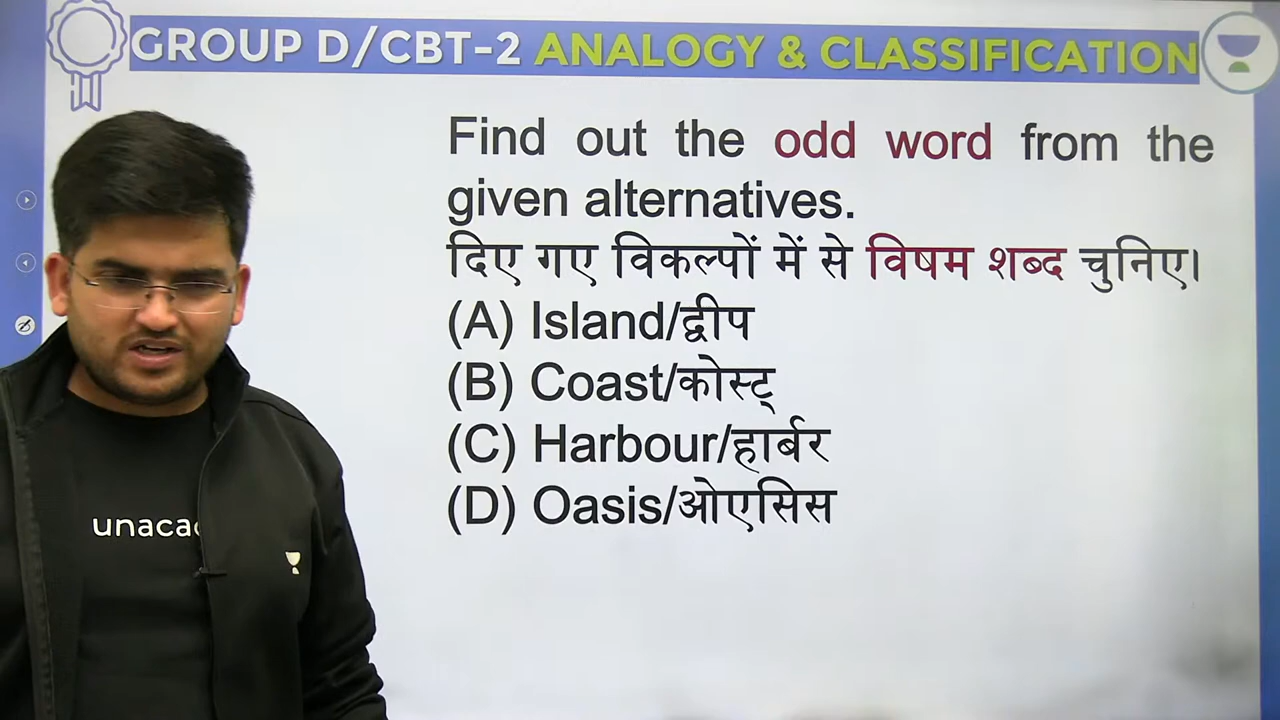 GROUP D/CBT-2 ANALOGY & CLASSIFICATION
Find out the odd word from the
given alternatives.
दिए गए विकल्पों में से विषम शब्द चुनिए।
(A) Island/द्वीप
(B) Coast/कोस्ट्
(C) Harbour/हार्बर
(D) Oasis/ओएसिस
unaca